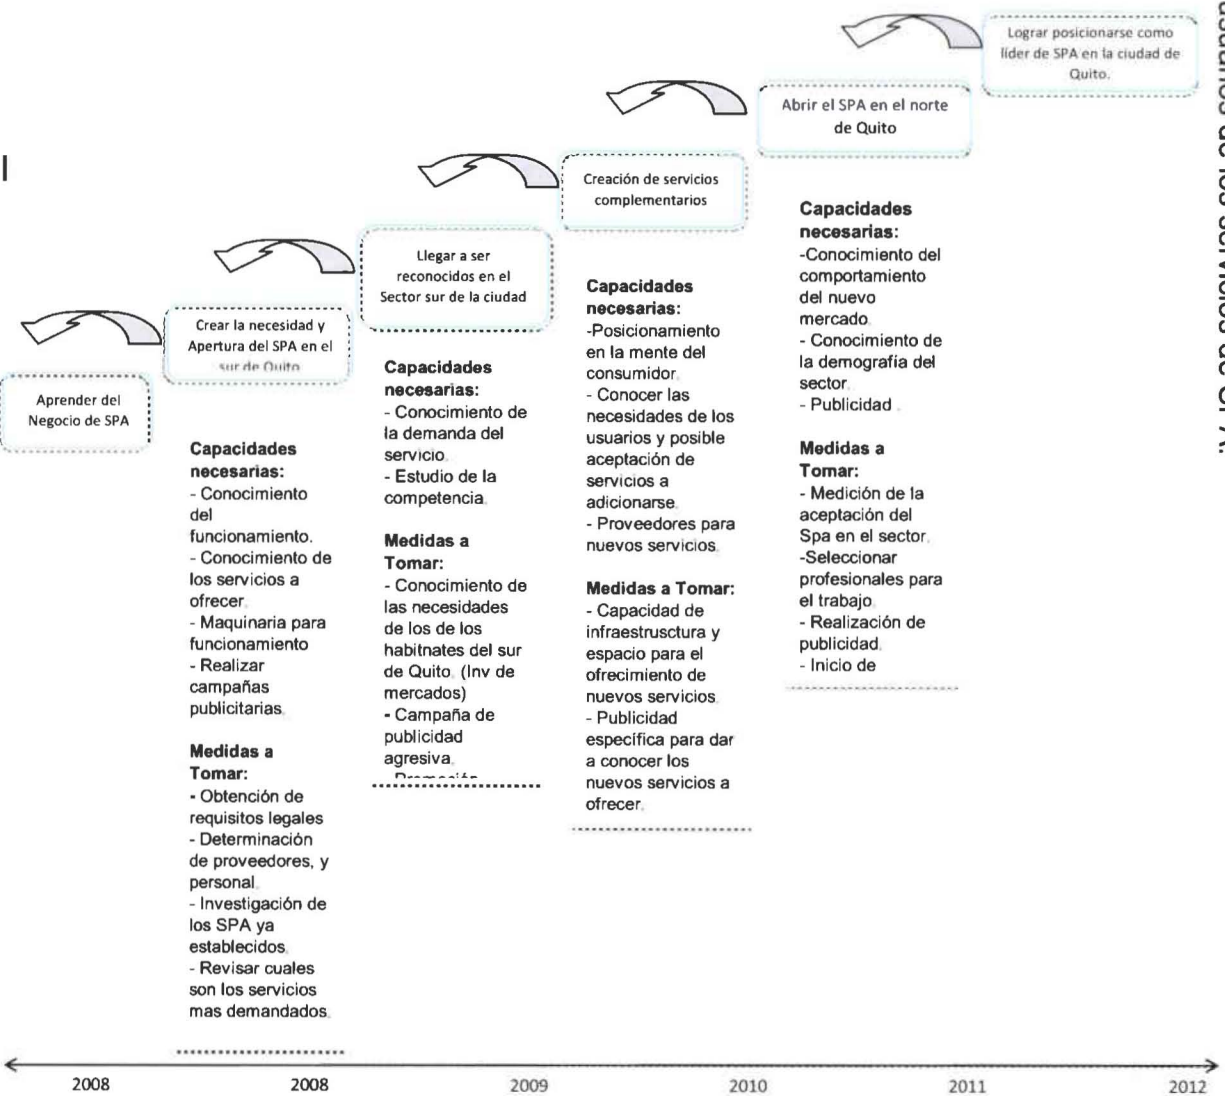 Aprender del
Negocio de SPA
Crear la necesidad y
Apertura del SPA en el
sur de Quito
Capacidades
necesarias:
- Conocimiento
del
funcionamiento.
- Conocimiento de
los servicios a
ofrecer.
- Maquinaria para
funcionamiento
- Realizar
campañas
publicitarias.
Medidas a
Tomar:
- Obtención de
requisitos legales
- Determinación
de proveedores, y
personal.
- Investigación de
los SPA ya
establecidos.
- Revisar cuales
son los servicios
mas demandados.
Llegar a ser
reconocidos en el
Sector sur de la ciudad
Capacidades
necesarias:
- Conocimiento de
la demanda del
servicio.
- Estudio de la
competencia.
Medidas a
Tomar:
- Conocimiento de
las necesidades
de los de los
habitnates del sur
de Quito. (Inv de
mercados)
- Campaña de
publicidad
agresiva.
- Promoción
Creación de servicios
complementarios
Capacidades
necesarias:
-Posicionamiento
en la mente del
consumidor.
- Conocer las
necesidades de los
usuarios y posible
aceptación de
servicios a
adicionarse.
- Proveedores para
nuevos servicios.
Medidas a Tomar:
- Capacidad de
infraestrusctura y
espacio para el
ofrecimiento de
nuevos servicios.
- Publicidad
específica para dar
a conocer los
nuevos servicios a
ofrecer.
Abrir el SPA en el norte
de Quito
Capacidades
necesarias:
-Conocimiento del
comportamiento
del nuevo
mercado.
- Conocimiento de
la demografía del
sector.
- Publicidad .
Medidas a
Tomar:
- Medición de la
aceptación del
Spa en el sector.
-Seleccionar
profesionales para
el trabajo.
- Realización de
publicidad.
- Inicio de
Lograr posicionarse como
líder de SPA en la ciudad de
Quito.
2008
2008
2009
2010
2011
2012